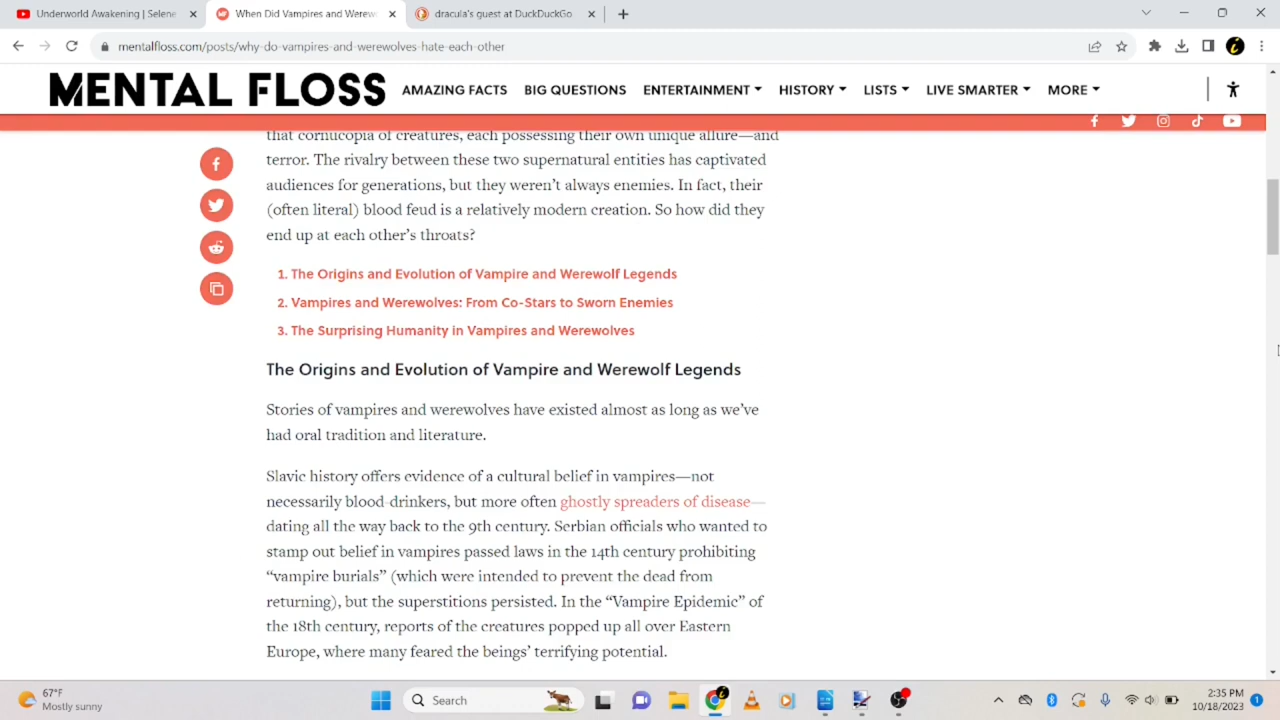 Underworld Awakening | Selene
When Did Vampires and Werew
dracula's guest at DuckDuckGo
mentalfloss.com/posts/why-do-vampires-and-werewolves-hate-each-other
MENTAL FLOSS
AMAZING FACTS
BIG QUESTIONS
ENTERTAINMENT
HISTORY
LISTS
LIVE SMARTER
MORE
that cornucopia of creatures, each possessing their own unique allure—and
terror. The rivalry between these two supernatural entities has captivated
audiences for generations, but they weren't always enemies. In fact, their
(often literal) blood feud is a relatively modern creation. So how did they
end up at each other's throats?
1. The Origins and Evolution of Vampire and Werewolf Legends
2. Vampires and Werewolves: From Co-Stars to Sworn Enemies
3. The Surprising Humanity in Vampires and Werewolves
The Origins and Evolution of Vampire and Werewolf Legends
Stories of vampires and werewolves have existed almost as long as we've
had oral tradition and literature.
Slavic history offers evidence of a cultural belief in vampires—not
necessarily blood-drinkers, but more often ghostly spreaders of disease—
dating all the way back to the 9th century. Serbian officials who wanted to
stamp out belief in vampires passed laws in the 14th century prohibiting
“vampire burials” (which were intended to prevent the dead from
returning), but the superstitions persisted. In the “Vampire Epidemic” of
the 18th century, reports of the creatures popped up all over Eastern
Europe, where many feared the beings' terrifying potential.
67°F
Mostly sunny
Search
2:35 PM
10/18/2023
1